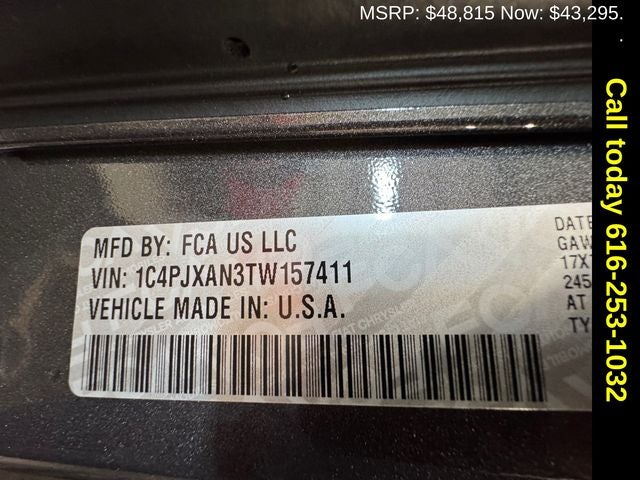 MSRP: $48,815 Now: $43,295.
.
Call today 616-253-1032
MFD BY: FCA US LLC
VIN: 1C4PJXAN3TW157411
VEHICLE MADE IN: U.S.A.
DATE
GAW
17X
245
AT
TY